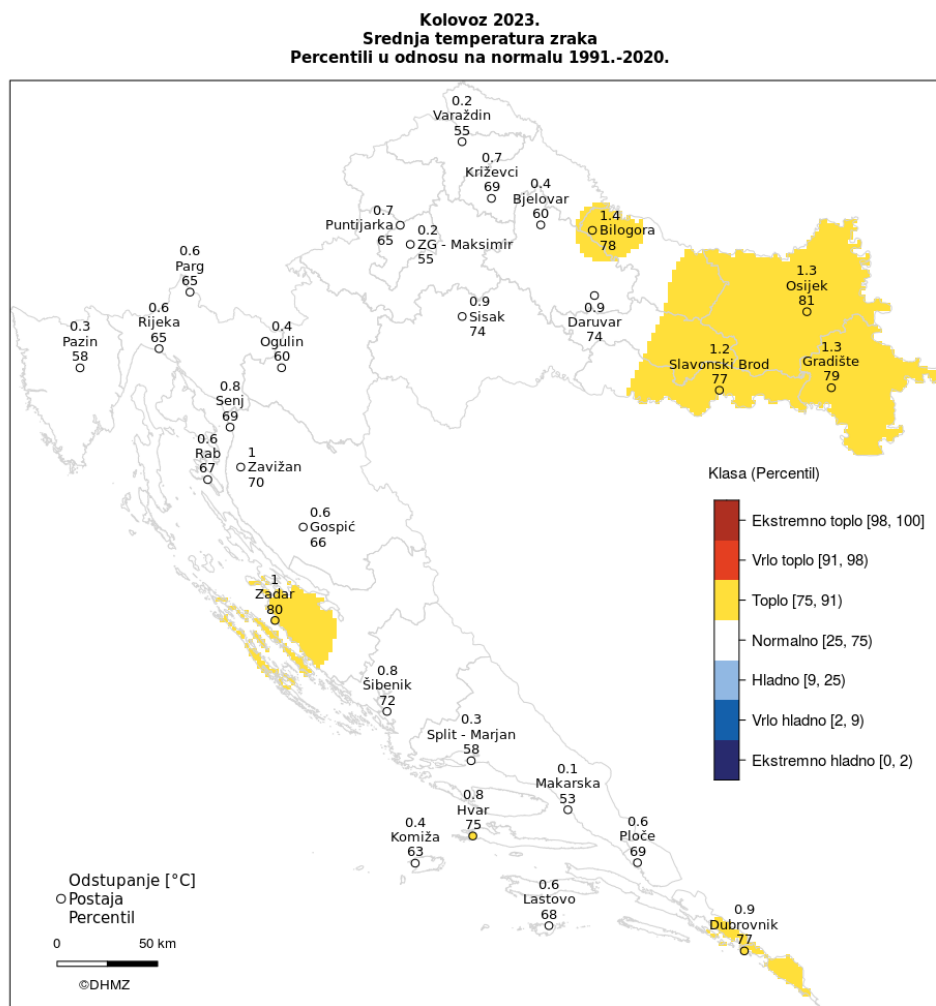 Kolovoz 2023.
Srednja temperatura zraka
Percentili u odnosu na normalu 1991.-2020.
0.2
Varaždin
55
0.7
Križevci
69
0.4
Bjelovar
60
1.4
Bilogora
78
0.7
Puntijarka
65
0.2
ZG - Maksimir
55
0.6
Parg
65
1.3
Osijek
81
0.9
Sisak
74
0.9
Daruvar
74
0.3
Pazin
58
0.6
Rijeka
65
0.4
Ogulin
60
1.2
Slavonski Brod
77
1.3
Gradište
79
0.8
Senj
69
0.6
Rab
67
1
Zavižan
70
0.6
Gospić
66
1
Zadar
80
0.8
Šibenik
72
0.3
Split - Marjan
58
0.1
Makarska
53
0.8
Hvar
75
0.4
Komiža
63
0.6
Ploče
69
0.6
Lastovo
68
0.9
Dubrovnik
77
Klasa (Percentil)
Ekstremno toplo [98, 100]
Vrlo toplo [91, 98)
Toplo [75, 91)
Normalno [25, 75)
Hladno [9, 25)
Vrlo hladno [2, 9)
Ekstremno hladno [0, 2)
Odstupanje [°C]
Postaja
Percentil
0 50 km
©DHMZ